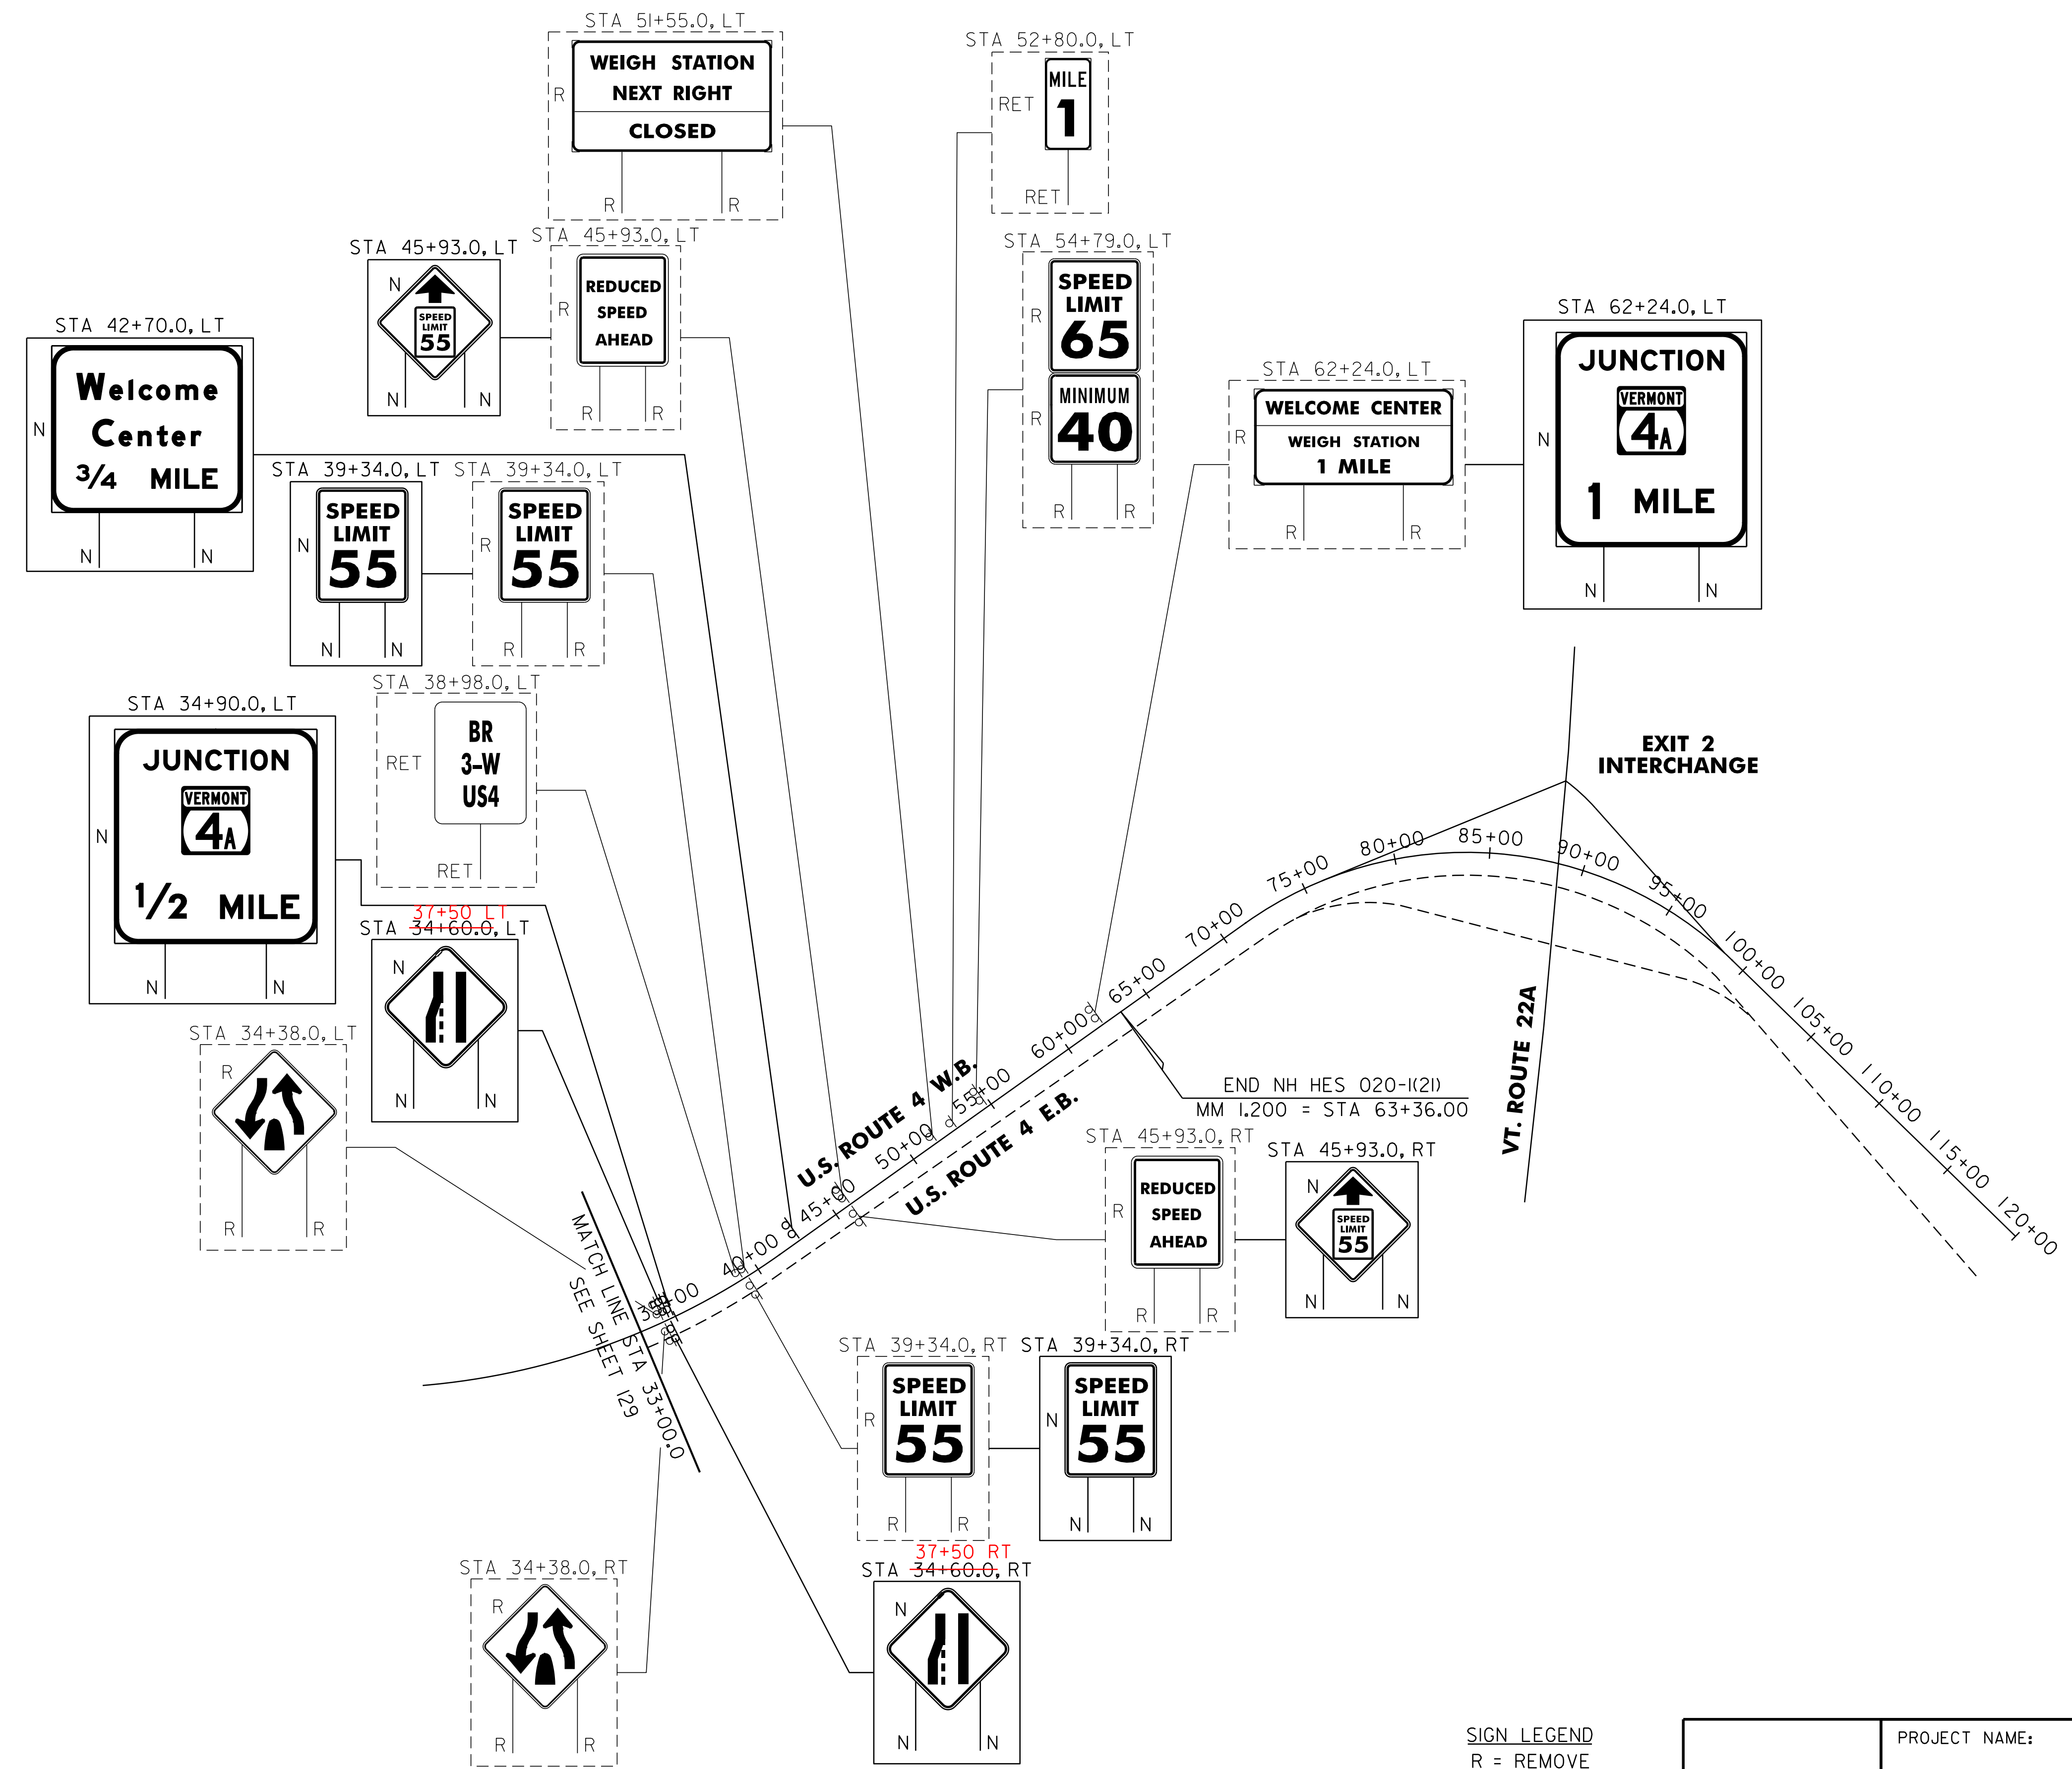 STA 51+55.0, LT
WEIGH STATION
NEXT RIGHT
CLOSED
R
R
R
STA 52+80.0, LT
MILE
1
RET
RET
STA 45+93.0, LT
N
SPEED
LIMIT
55
N
N
STA 45+93.0, LT
REDUCED
SPEED
AHEAD
R
R
R
STA 54+79.0, LT
SPEED
LIMIT
65
R
MINIMUM
40
R
R
R
STA 42+70.0, LT
Welcome
Center
3/4 MILE
N
N
N
STA 62+24.0, LT
WELCOME CENTER
WEIGH STATION
1 MILE
R
R
R
STA 62+24.0, LT
JUNCTION
VERMONT
4A
1 MILE
N
N
N
STA 39+34.0, LT
SPEED
LIMIT
55
N
N
N
STA 39+34.0, LT
SPEED
LIMIT
55
R
R
R
STA 34+90.0, LT
JUNCTION
VERMONT
4A
1/2 MILE
N
N
N
STA 38+98.0, LT
BR
3-W
US4
RET
RET
37+50 LT
STA 34+60.0, LT
N
N
N
STA 34+38.0, LT
R
R
R
EXIT 2
INTERCHANGE
35+00
40+00
45+00
50+00
55+00
60+00
65+00
70+00
75+00
80+00
85+00
90+00
95+00
100+00
105+00
110+00
115+00
120+00
U.S. ROUTE 4 W.B.
U.S. ROUTE 4 E.B.
VT. ROUTE 22A
END NH HES 020-1(21)
MM 1.200 = STA 63+36.00
MATCH LINE STA 33+00.0
SEE SHEET 129
STA 45+93.0, RT
REDUCED
SPEED
AHEAD
R
R
R
STA 45+93.0, RT
N
SPEED
LIMIT
55
N
N
STA 39+34.0, RT
SPEED
LIMIT
55
R
R
R
STA 39+34.0, RT
SPEED
LIMIT
55
N
N
N
STA 34+38.0, RT
R
R
R
37+50 RT
STA 34+60.0, RT
N
N
N
SIGN LEGEND
R = REMOVE
PROJECT NAME: